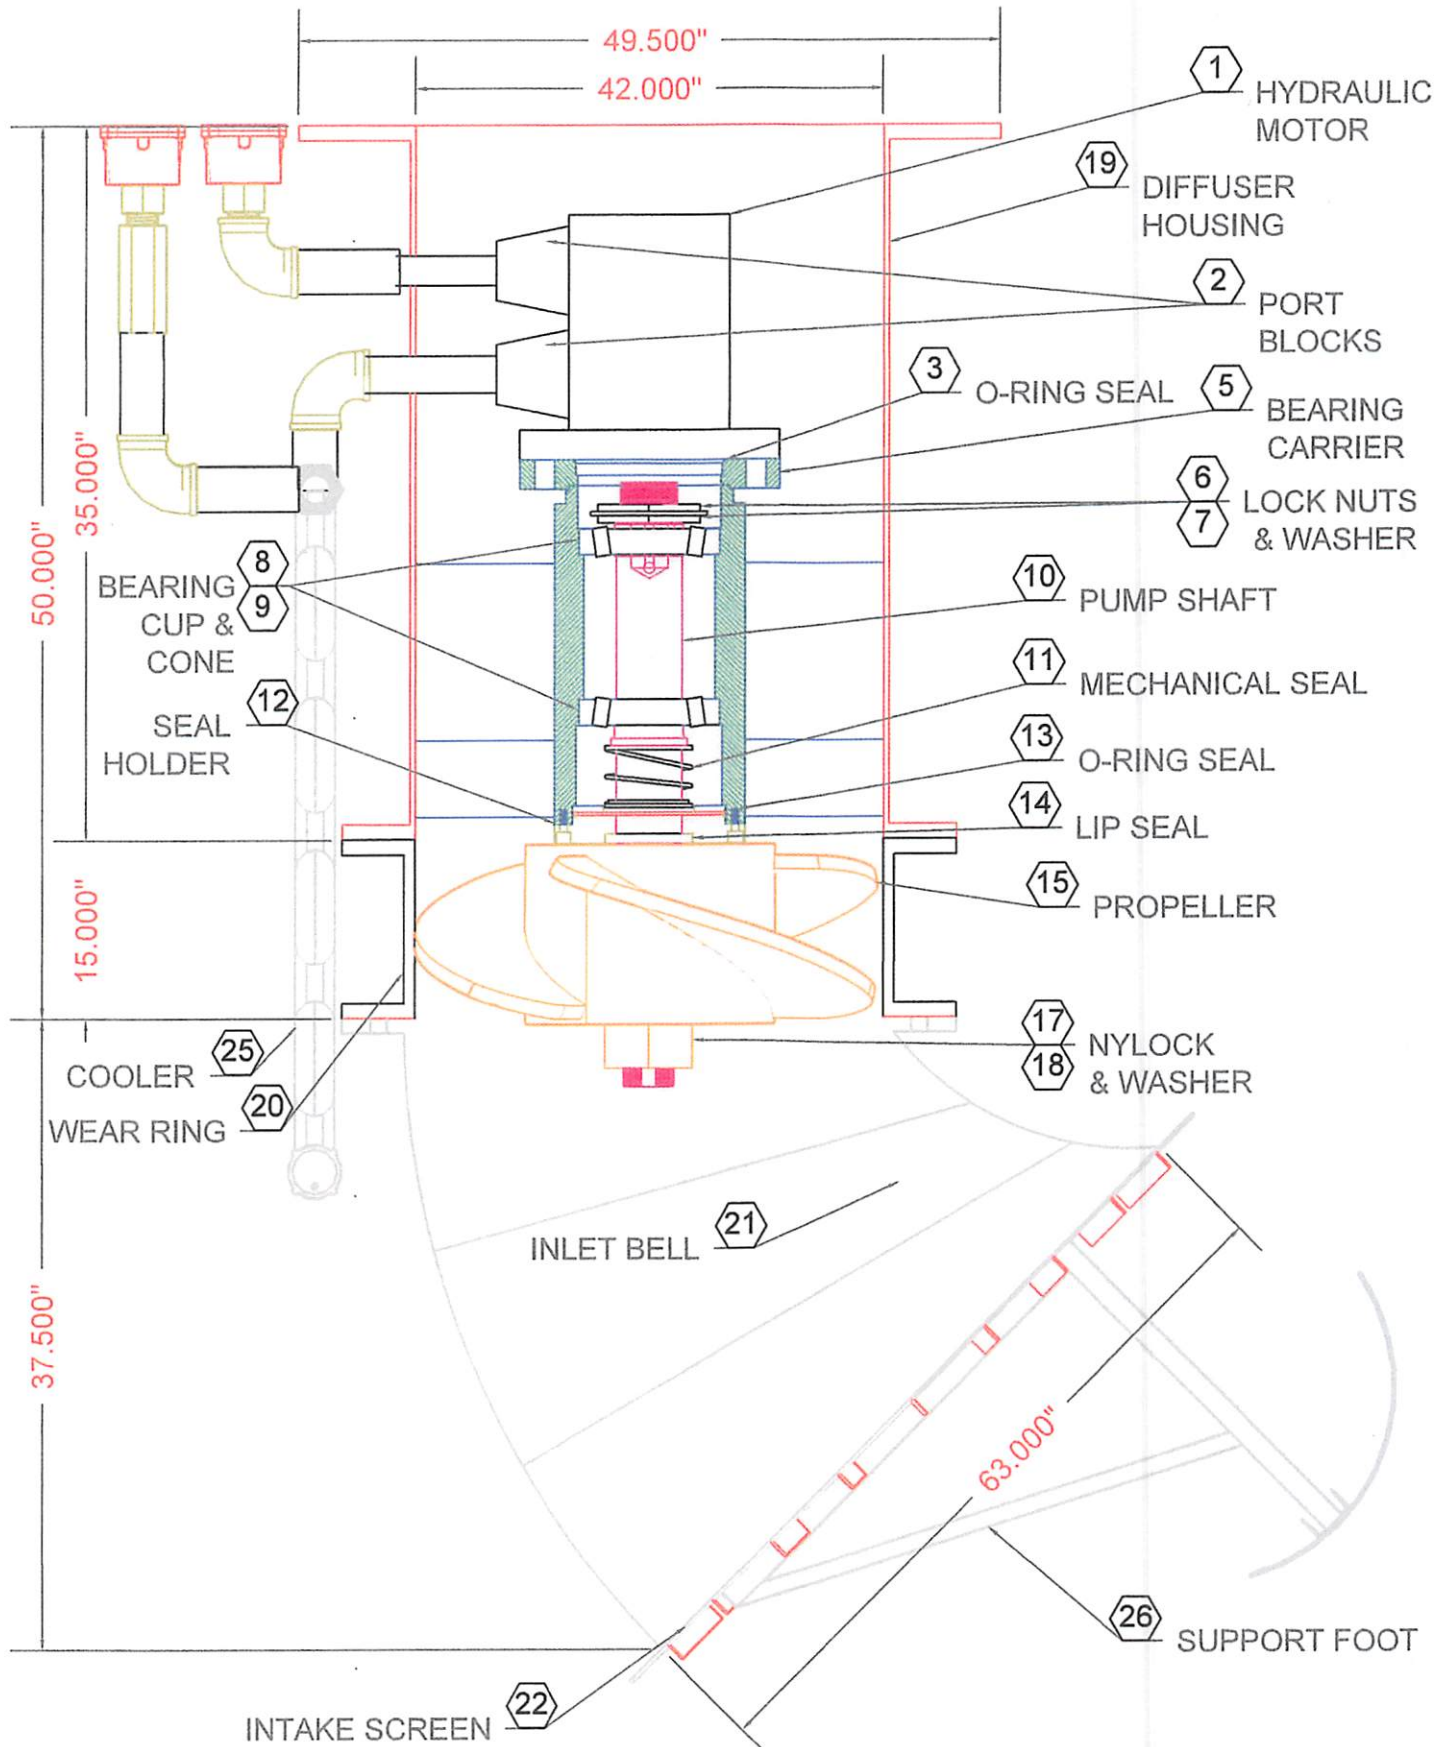 49.500"
42.000"
1
HYDRAULIC
MOTOR
19
DIFFUSER
HOUSING
2
PORT
BLOCKS
3
O-RING SEAL
5
BEARING
CARRIER
6
7
LOCK NUTS
& WASHER
35.000"
50.000"
8
9
BEARING
CUP &
CONE
10
PUMP SHAFT
11
MECHANICAL SEAL
12
SEAL
HOLDER
13
O-RING SEAL
14
LIP SEAL
15
PROPELLER
15.000"
17
18
NYLOCK
& WASHER
25
COOLER
20
WEAR RING
21
INLET BELL
37.500"
63.000"
26
SUPPORT FOOT
22
INTAKE SCREEN